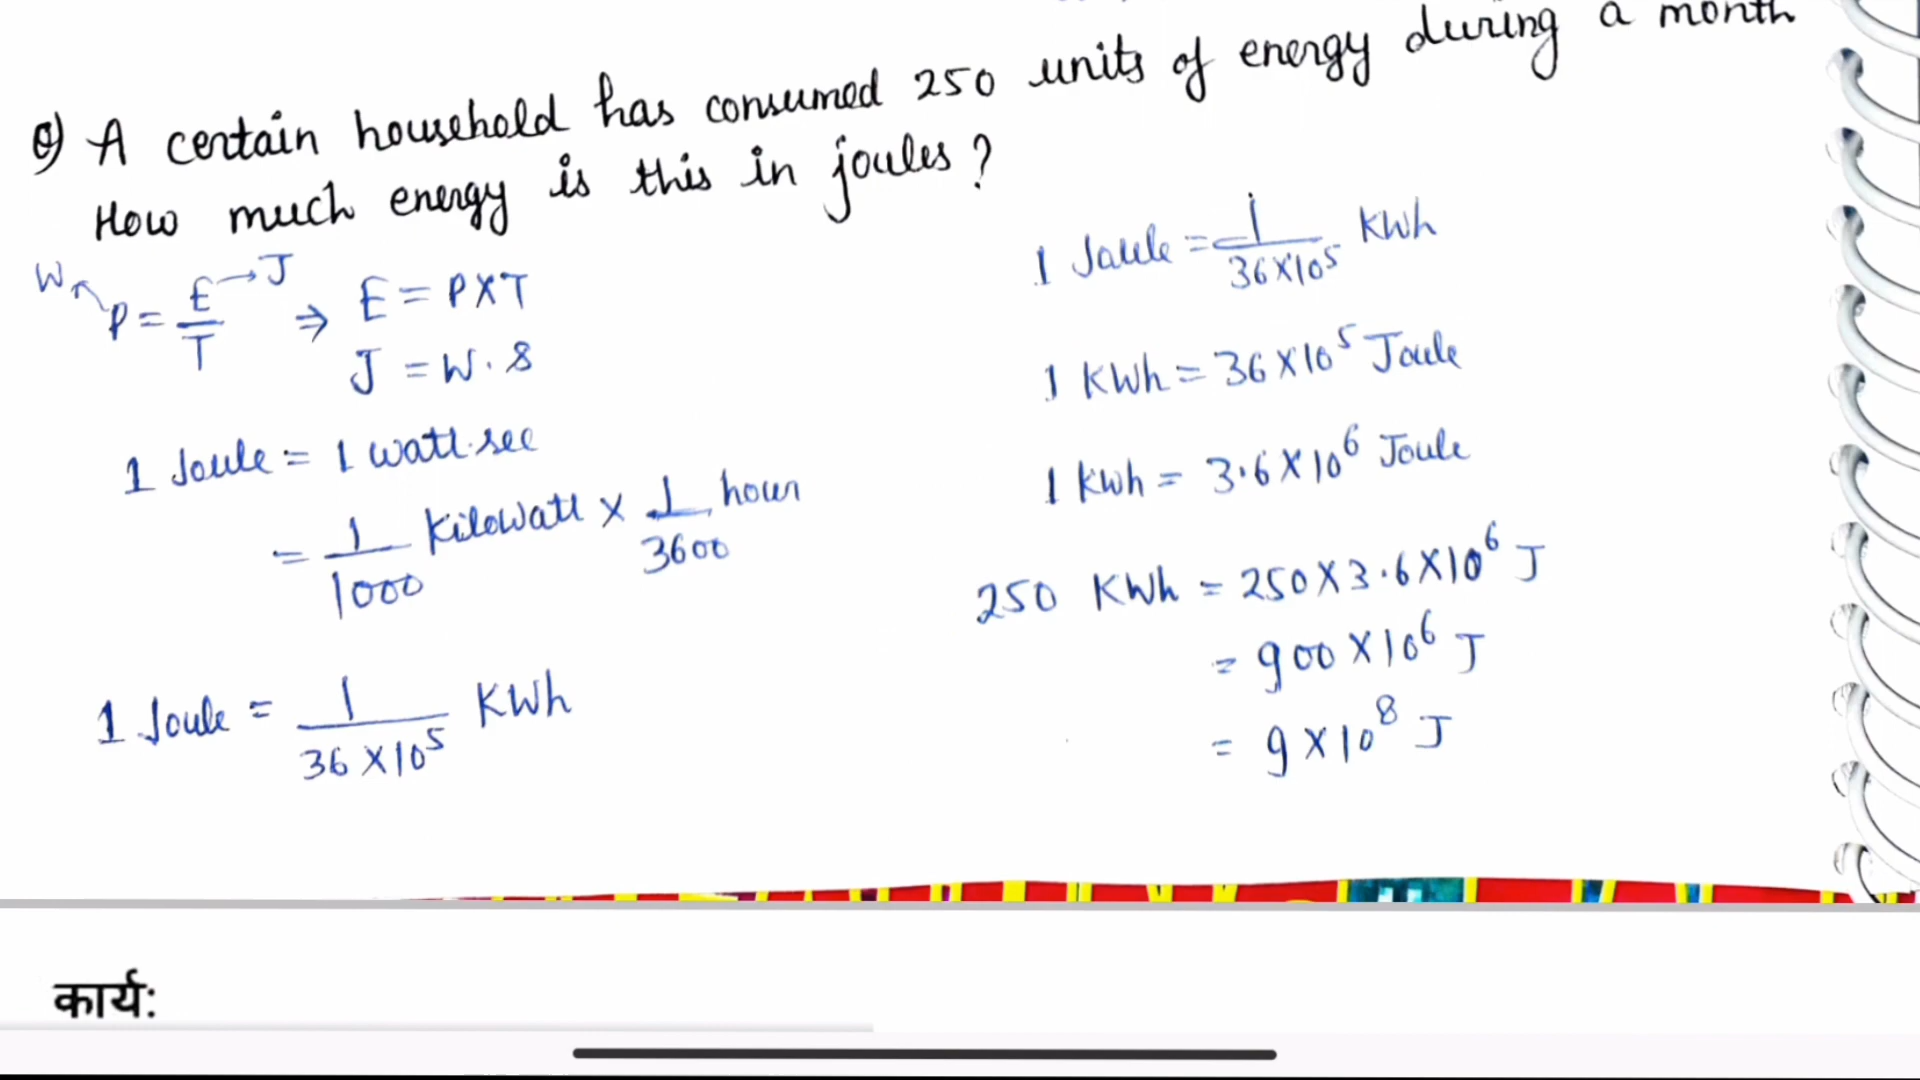 Q) A certain household has consumed 250 units of energy during a month
How much energy is this in joules?
W
P = E/T → J ⇒ E = P X T
J = W . s
1 Joule = 1 watt.sec
= 1/1000 kilowatt x 1/3600 hour
1 Joule = 1/36 X 10⁵ KWh
1 Joule = 1/36X10⁵ KWh
1 KWh = 36 X 10⁵ Joule
1 kwh = 3.6 X 10⁶ Joule
250 KWh = 250 X 3.6 X 10⁶ J
= 900 X 10⁶ J
= 9 X 10⁸ J
कार्य: